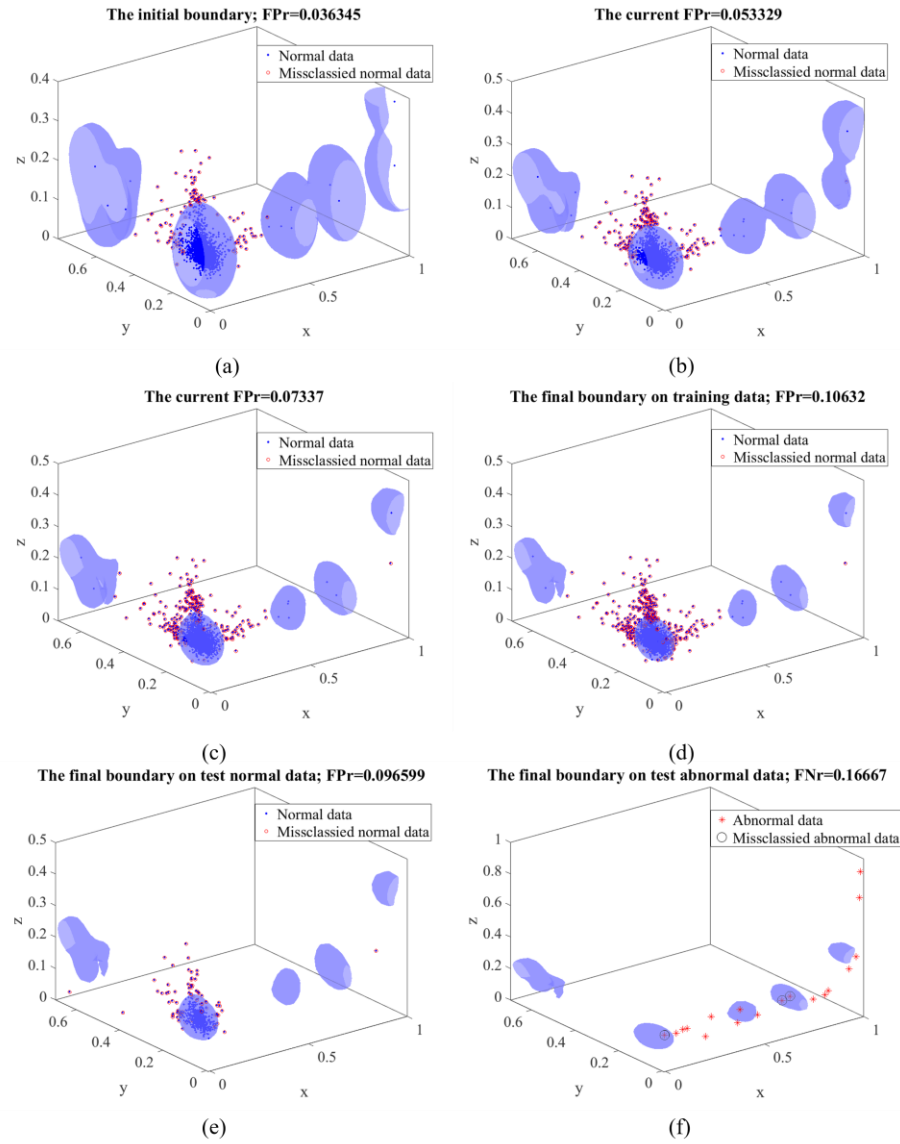 The initial boundary; FPr=0.036345
Normal data
Missclassied normal data
0.4
0.3
0.2
0.1
0
z
0.6
0.4
0.2
0
y
0
0.5
1
x
(a)
The current FPr=0.053329
Normal data
Missclassied normal data
0.5
0.4
0.3
0.2
0.1
0
z
0.6
0.4
0.2
0
y
0
0.5
1
x
(b)
The current FPr=0.07337
Normal data
Missclassied normal data
0.5
0.4
0.3
0.2
0.1
0
z
0.6
0.4
0.2
0
y
0
0.5
1
x
(c)
The final boundary on training data; FPr=0.10632
Normal data
Missclassied normal data
0.5
0.4
0.3
0.2
0.1
0
z
0.6
0.4
0.2
0
y
0
0.5
1
x
(d)
The final boundary on test normal data; FPr=0.096599
Normal data
Missclassied normal data
0.5
0.4
0.3
0.2
0.1
0
z
0.6
0.4
0.2
0
y
0
0.5
1
x
(e)
The final boundary on test abnormal data; FNr=0.16667
Abnormal data
Missclassied abnormal data
1
0.8
0.6
0.4
0.2
0
z
0.6
0.4
0.2
0
y
0
0.5
1
x
(f)